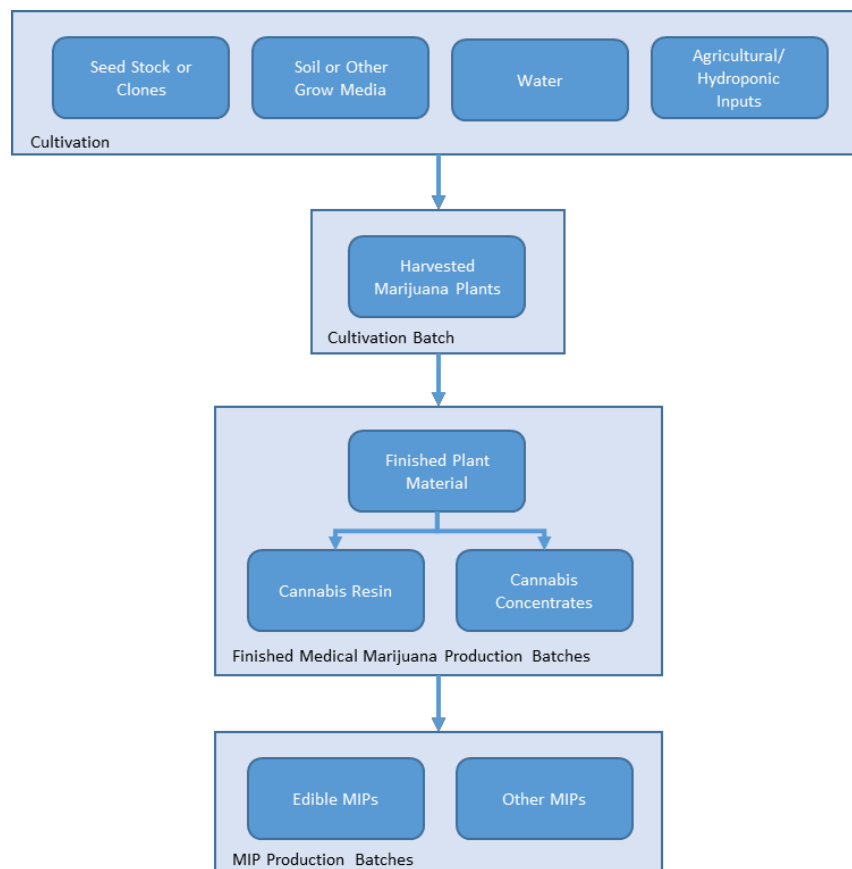 Seed Stock or
Clones
Soil or Other
Grow Media
Water
Agricultural/
Hydroponic
Inputs
Cultivation
Harvested
Marijuana Plants
Cultivation Batch
Finished Plant
Material
Cannabis Resin
Cannabis
Concentrates
Finished Medical Marijuana Production Batches
Edible MIPs
Other MIPs
MIP Production Batches